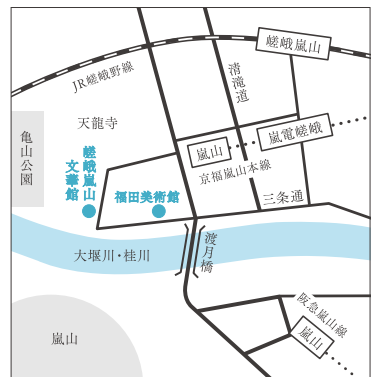 嵯峨嵐山
JR嵯峨野線
清滝道
天龍寺
亀山公園
嵯峨嵐山
文華館
嵐山
嵐電嵯峨
京福嵐山本線
福田美術館
三条通
大堰川・桂川
渡月橋
阪急嵐山線
嵐山
嵐山